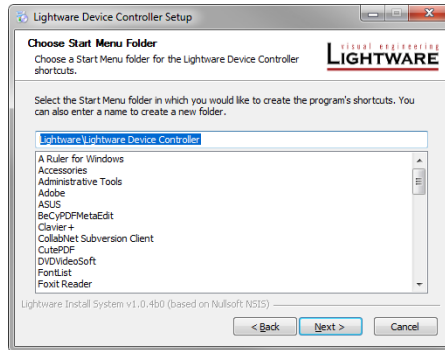 Lightware Device Controller Setup
Choose Start Menu Folder
Choose a Start Menu folder for the Lightware Device Controller
shortcuts.
visual engineering
LIGHTWARE
Select the Start Menu folder in which you would like to create the program's shortcuts. You
can also enter a name to create a new folder.
Lightware\Lightware Device Controller
A Ruler for Windows
Accessories
Administrative Tools
Adobe
ASUS
BeCyPDFMetaEdit
Clavier+
CollabNet Subversion Client
CutePDF
DVDVideoSoft
FontList
Foxit Reader
Lightware Install System v1.0.4b0 (based on Nullsoft NSIS)
< Back Next > Cancel